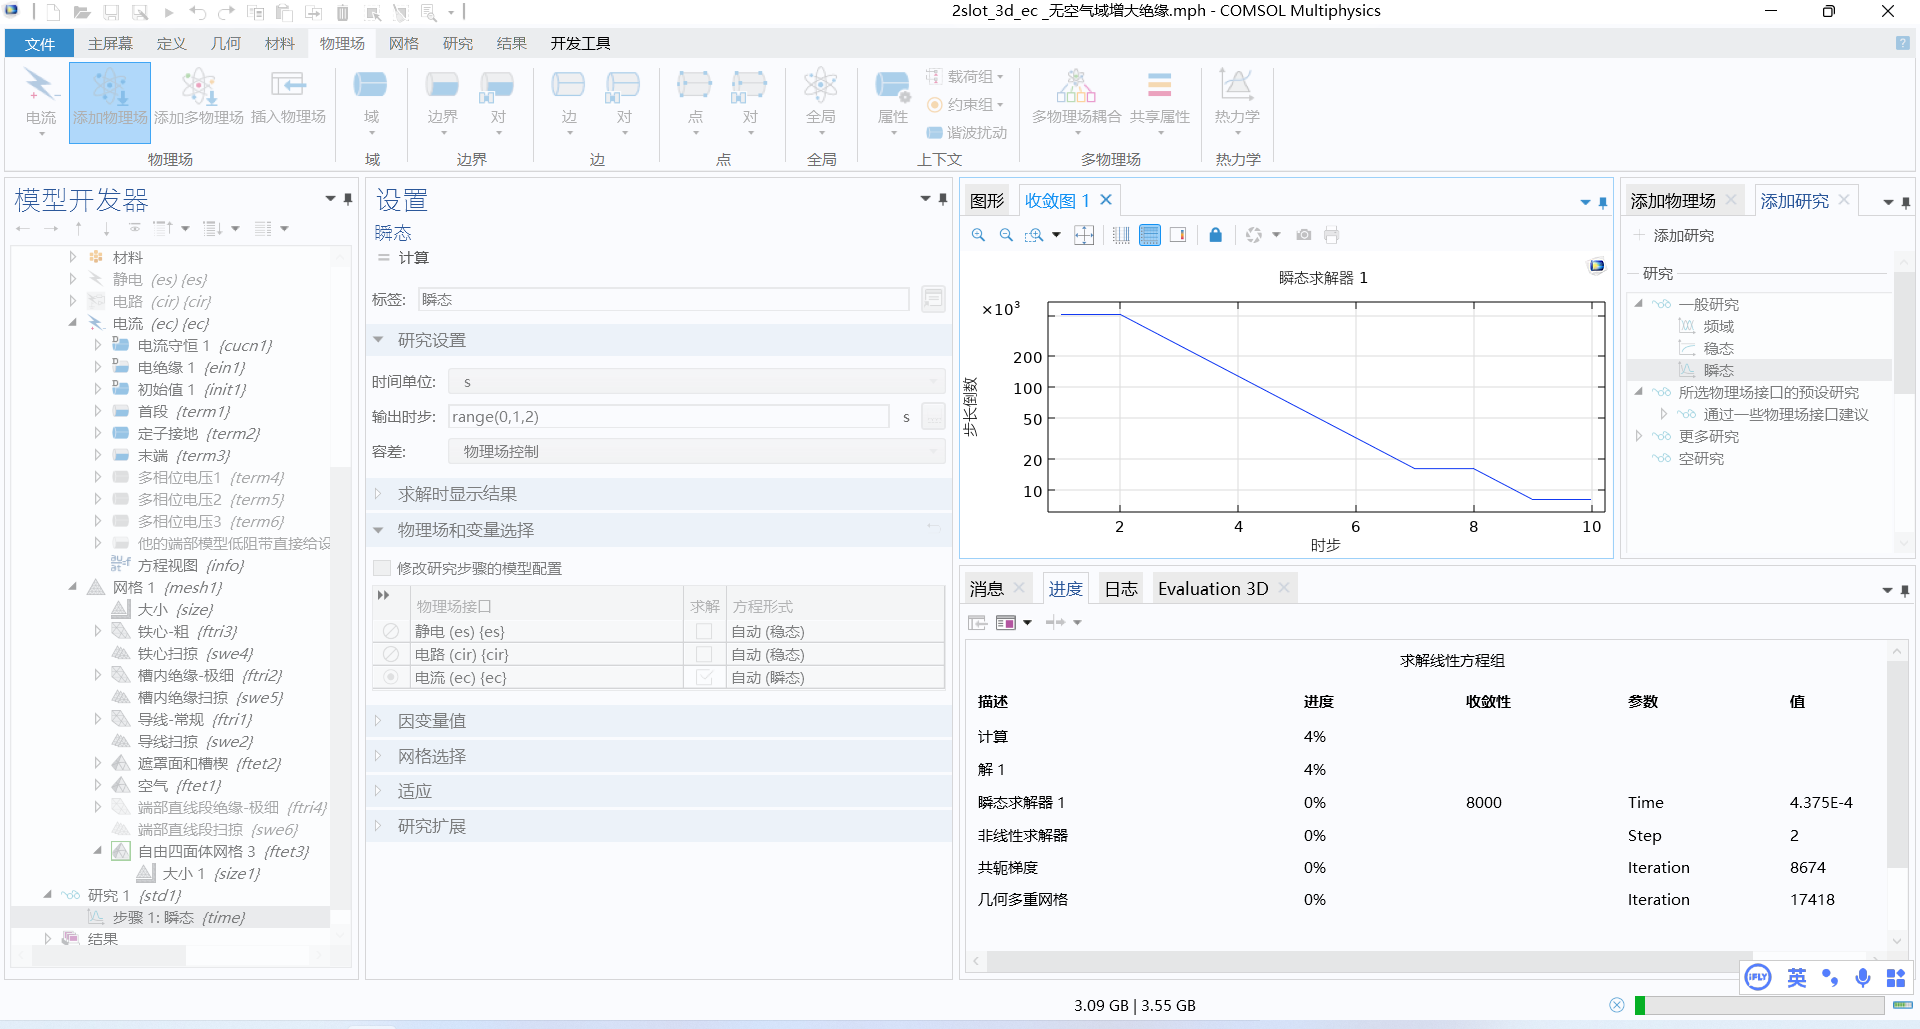 2slot_3d_ec _无空气域增大绝缘.mph - COMSOL Multiphysics
文件 主屏幕 定义 几何 材料 物理场 网格 研究 结果 开发工具
电流 添加物理场 添加多物理场 插入物理场
物理场
域
域
边界 对
边界
边 对
边
点 对
点
全局
全局
属性 载荷组 约束组 谐波扰动
上下文
多物理场耦合 共享属性
多物理场
热力学
热力学
模型开发器
材料
静电 (es) {es}
电路 (cir) {cir}
电流 (ec) {ec}
电流守恒 1 {cucn1}
电绝缘 1 {ein1}
初始值 1 {init1}
首段 {term1}
定子接地 {term2}
末端 {term3}
多相位电压1 {term4}
多相位电压2 {term5}
多相位电压3 {term6}
他的端部模型低阻带直接给设
方程视图 {info}
网格 1 {mesh1}
大小 {size}
铁心-粗 {ftri3}
铁心扫掠 {swe4}
槽内绝缘-极细 {ftri2}
槽内绝缘扫掠 {swe5}
导线-常规 {ftri1}
导线扫掠 {swe2}
遮罩面和槽楔 {ftet2}
空气 {ftet1}
端部直线段绝缘-极细 {ftri4}
端部直线段扫掠 {swe6}
自由四面体网格 3 {ftet3}
大小 1 {size1}
研究 1 {std1}
步骤 1: 瞬态 {time}
结果
设置
瞬态
= 计算
标签: 瞬态
研究设置
时间单位: s
输出时步: range(0,1,2) s
容差: 物理场控制
求解时显示结果
物理场和变量选择
修改研究步骤的模型配置
物理场接口 求解 方程形式
静电 (es) {es} 自动 (稳态)
电路 (cir) {cir} 自动 (稳态)
电流 (ec) {ec} 自动 (瞬态)
因变量值
网格选择
适应
研究扩展
图形 收敛图 1
瞬态求解器 1
×10³
200
100
50
20
10
步长倒数
2 4 6 8 10
时步
添加物理场 添加研究
添加研究
研究
一般研究
频域
稳态
瞬态
所选物理场接口的预设研究
通过一些物理场接口建议
更多研究
空研究
消息 进度 日志 Evaluation 3D
求解线性方程组
描述 进度 收敛性 参数 值
计算 4%
解 1 4%
瞬态求解器 1 0% 8000 Time 4.375E-4
非线性求解器 0% Step 2
共轭梯度 0% Iteration 8674
几何多重网格 0% Iteration 17418
iFLY 英
3.09 GB | 3.55 GB